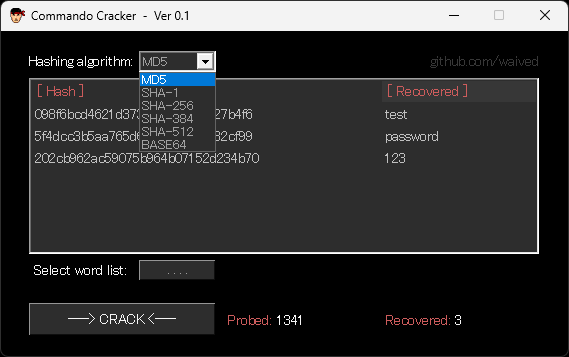 Commando Cracker - Ver 0.1
Hashing algorithm: MD5
github.com/waived
MD5
SHA-1
SHA-256
SHA-384
SHA-512
BASE64
[ Hash ] [ Recovered ]
098f6bcd4621d373 27b4f6 test
5f4dcc3b5aa765d 82cf99 password
202cb962ac59075b964b07152d234b70 123
Select word list: ....
──> CRACK <──
Probed: 1341
Recovered: 3